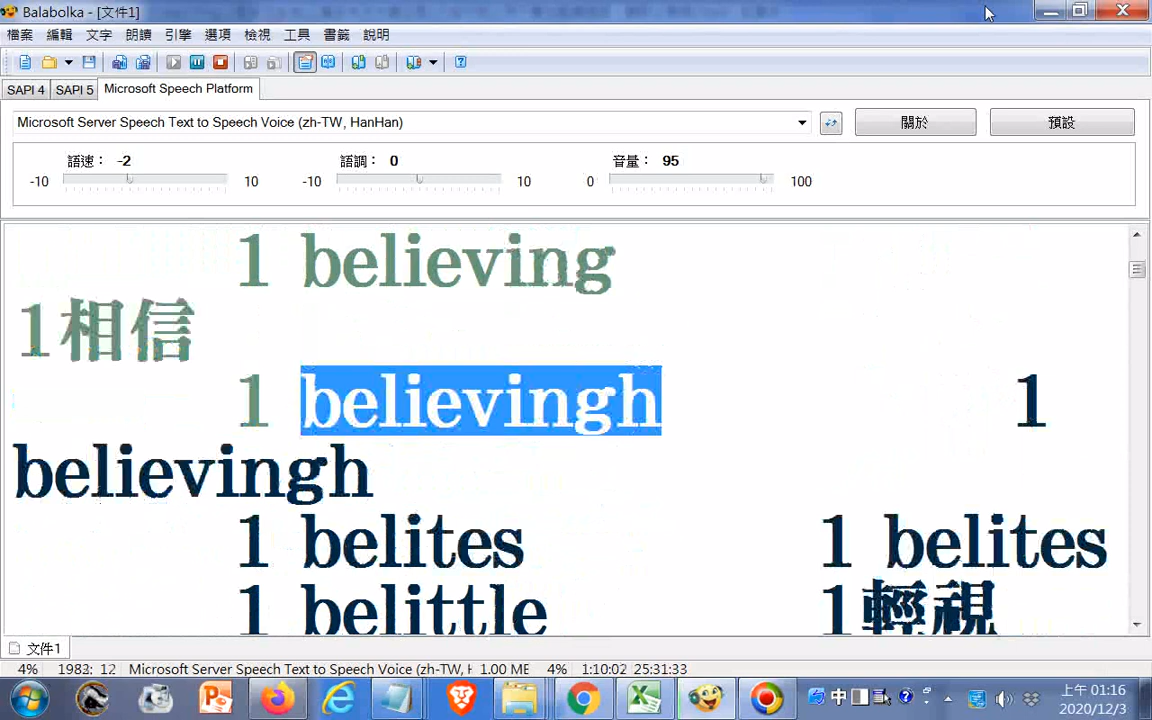 Balabolka - [文件1]
檔案 編輯 文字 朗讀 引擎 選項 檢視 工具 書籤 說明
SAPI 4 SAPI 5 Microsoft Speech Platform
Microsoft Server Speech Text to Speech Voice (zh-TW, HanHan) 關於 預設
語速： -2 語調： 0 音量： 95
-10 10 -10 10 0 100
1 believing
1相信
1 believingh 1
believingh
1 belites 1 belites
1 belittle 1輕視
文件1
4% 1983: 12 Microsoft Server Speech Text to Speech Voice (zh-TW, H 1.00 ME 4% 1:10:02 25:31:33
中 上午 01:16
2020/12/3